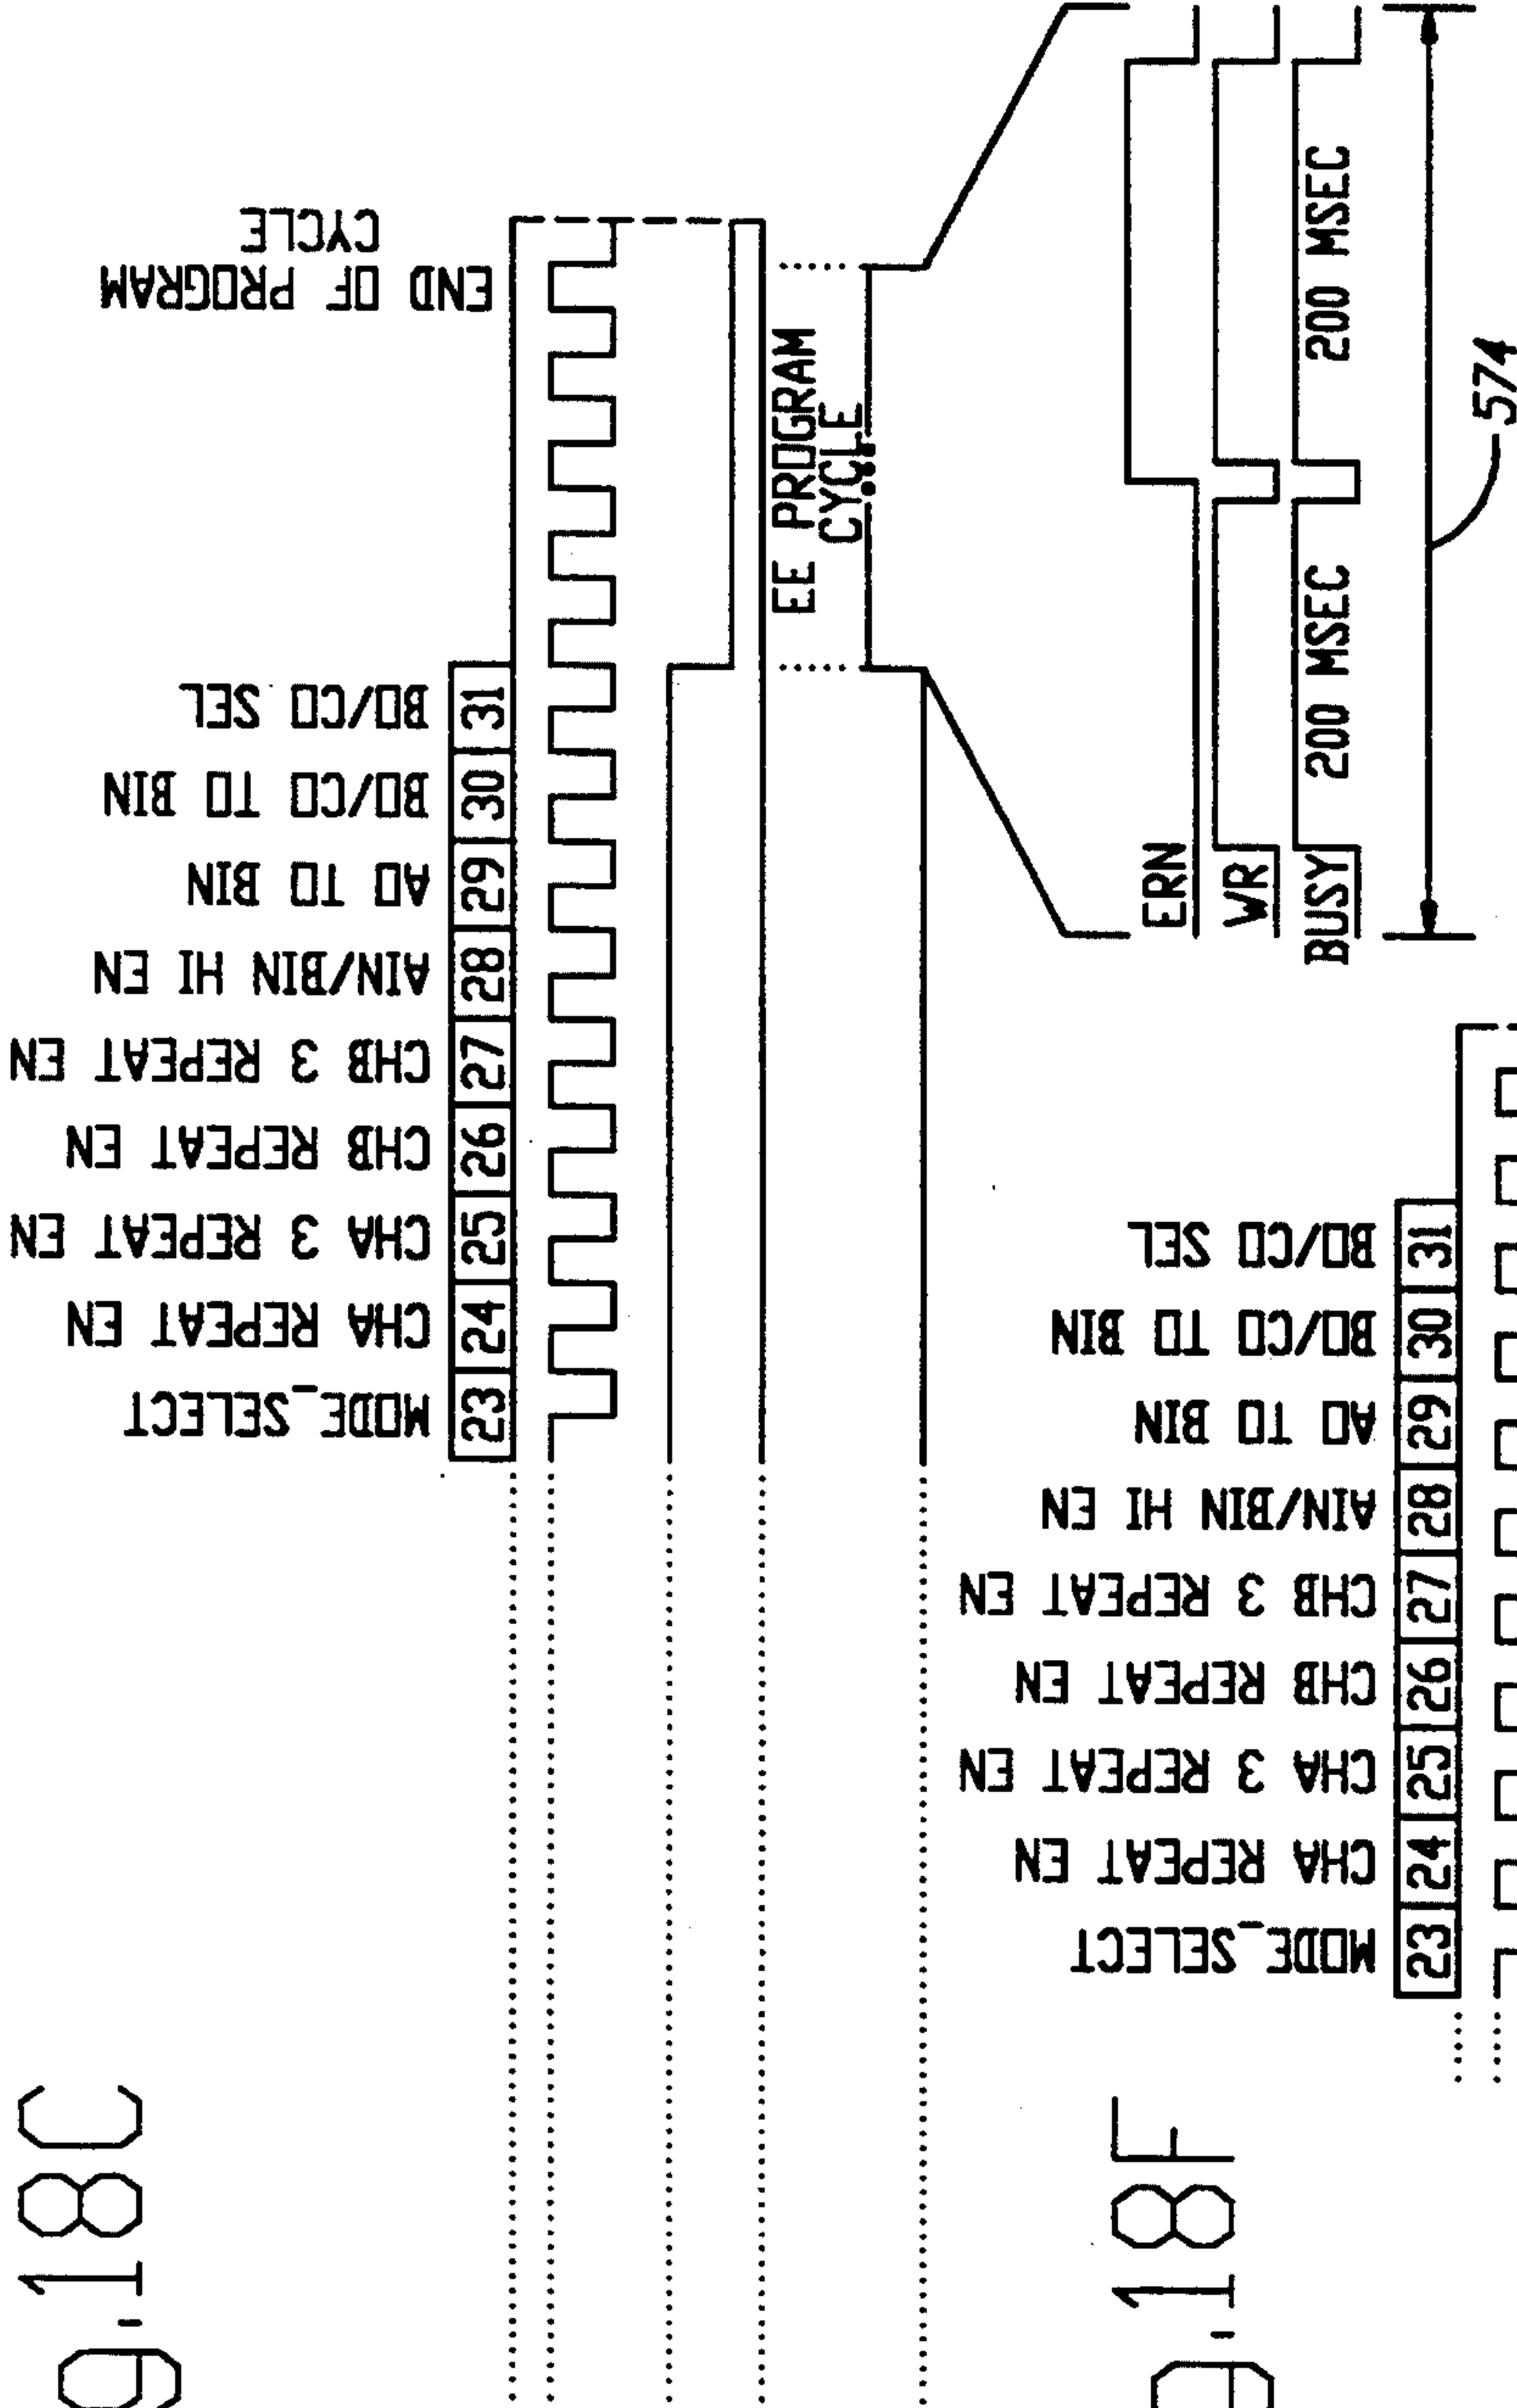 g.18C
MODE_SELECT
CHA REPEAT EN
CHA 3 REPEAT EN
CHB REPEAT EN
CHB 3 REPEAT EN
AIN/BIN HI EN
AO TO BIN
BO/CO TO BIN
BO/CO SEL
END OF PROGRAM
CYCLE
23 24 25 26 27 28 29 30 31
EE PROGRAM
CYCLE
ERN
WR
BUSY
200 MSEC 200 MSEC
574
g.18F
MODE_SELECT
CHA REPEAT EN
CHA 3 REPEAT EN
CHB REPEAT EN
CHB 3 REPEAT EN
AIN/BIN HI EN
AO TO BIN
BO/CO TO BIN
BO/CO SEL
23 24 25 26 27 28 29 30 31